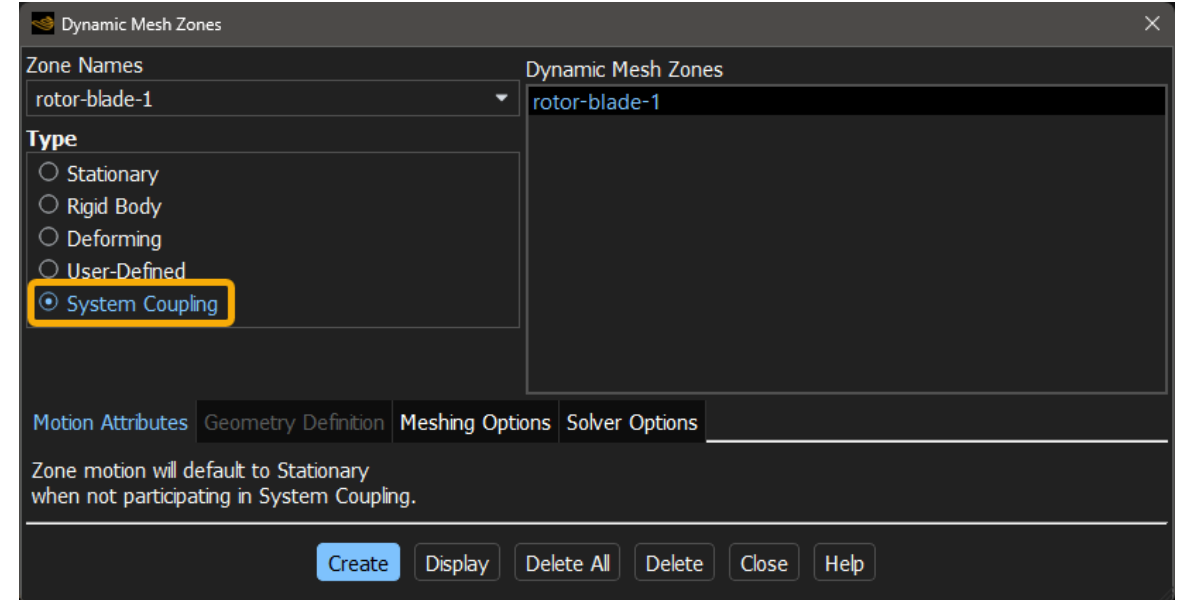 Dynamic Mesh Zones
Zone Names
rotor-blade-1
Type
Stationary
Rigid Body
Deforming
User-Defined
System Coupling
Dynamic Mesh Zones
rotor-blade-1
Motion Attributes Geometry Definition Meshing Options Solver Options
Zone motion will default to Stationary
when not participating in System Coupling.
Create Display Delete All Delete Close Help